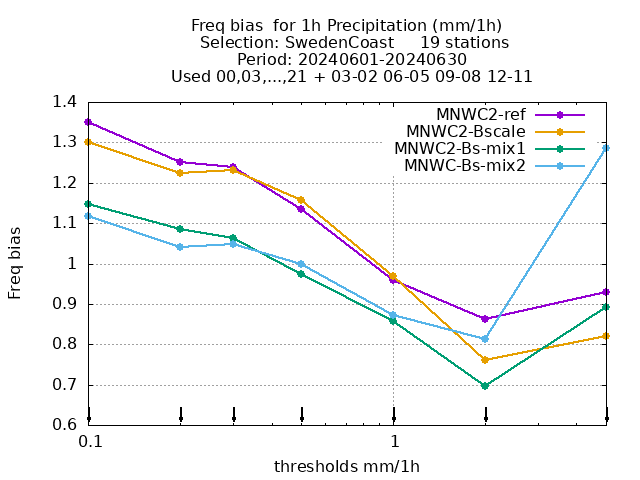 Freq bias  for 1h Precipitation (mm/1h)
Selection: SwedenCoast     19 stations
Period: 20240601-20240630
Used 00,03,...,21 + 03-02 06-05 09-08 12-11
MNWC2-ref
MNWC2-Bscale
MNWC2-Bs-mix1
MNWC-Bs-mix2
1.4
1.3
1.2
1.1
1
0.9
0.8
0.7
0.6
Freq bias
0.1 1
thresholds mm/1h